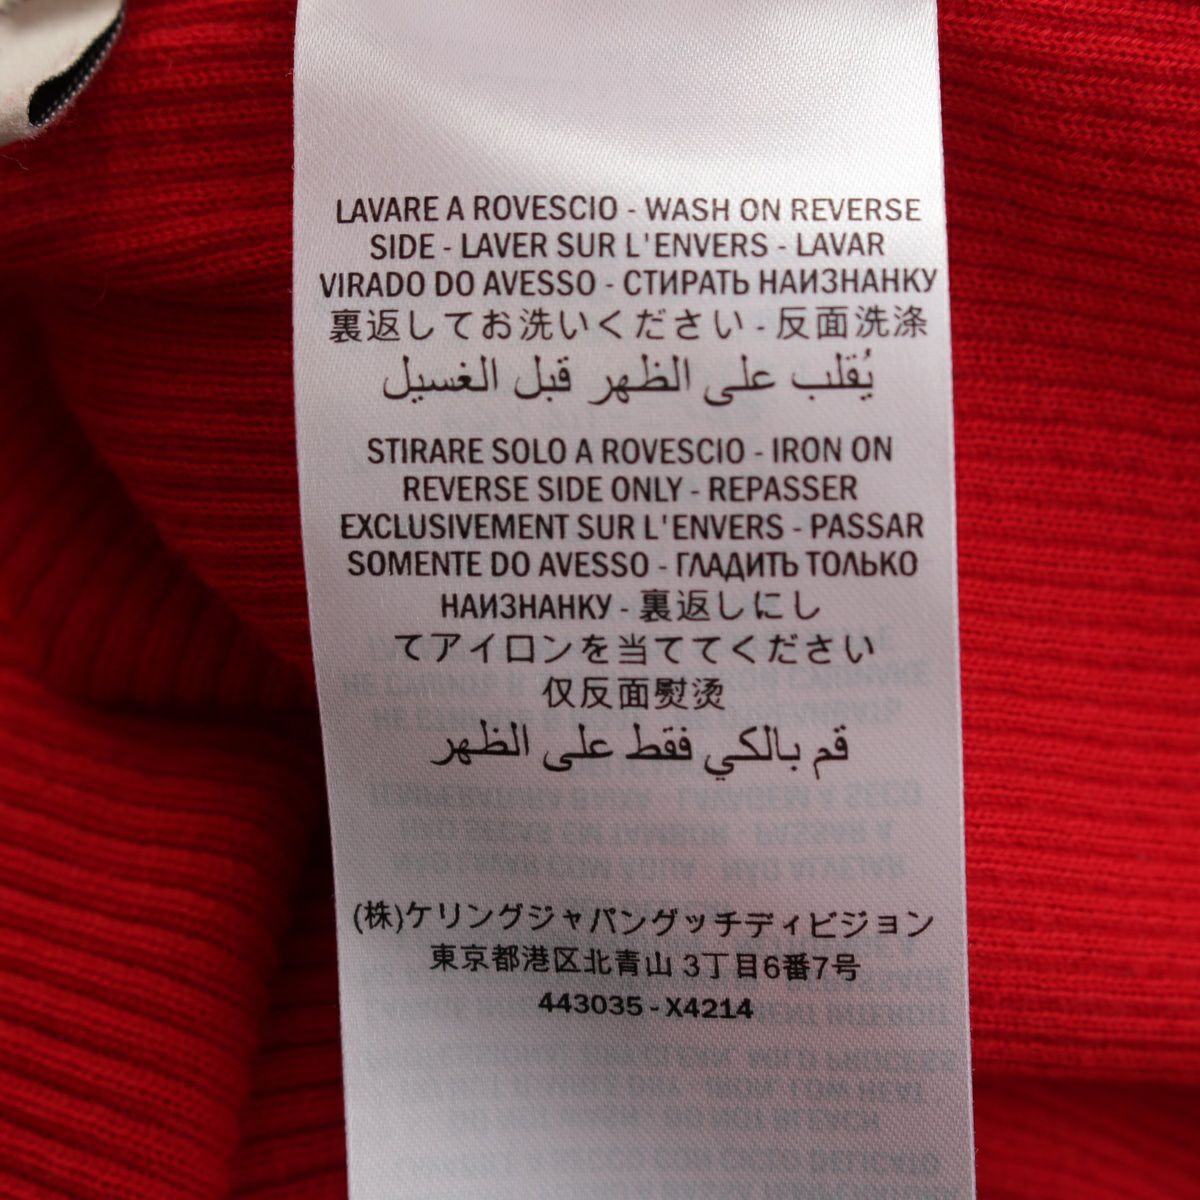 LAVARE A ROVESCIO - WASH ON REVERSE
SIDE - LAVER SUR L'ENVERS - LAVAR
VIRADO DO AVESSO - СТИРАТЬ НАИЗНАНКУ
裏返してお洗いください - 反面洗涤
يُقلب على الظهر قبل الغسيل
STIRARE SOLO A ROVESCIO - IRON ON
REVERSE SIDE ONLY - REPASSER
EXCLUSIVEMENT SUR L'ENVERS - PASSAR
SOMENTE DO AVESSO - ГЛАДИТЬ ТОЛЬКО
НАИЗНАНКУ - 裏返しにし
てアイロンを当ててください
仅反面熨烫
قم بالكي فقط على الظهر
(株)ケリングジャパングッチディビジョン
東京都港区北青山 3丁目6番7号
443035 - X4214